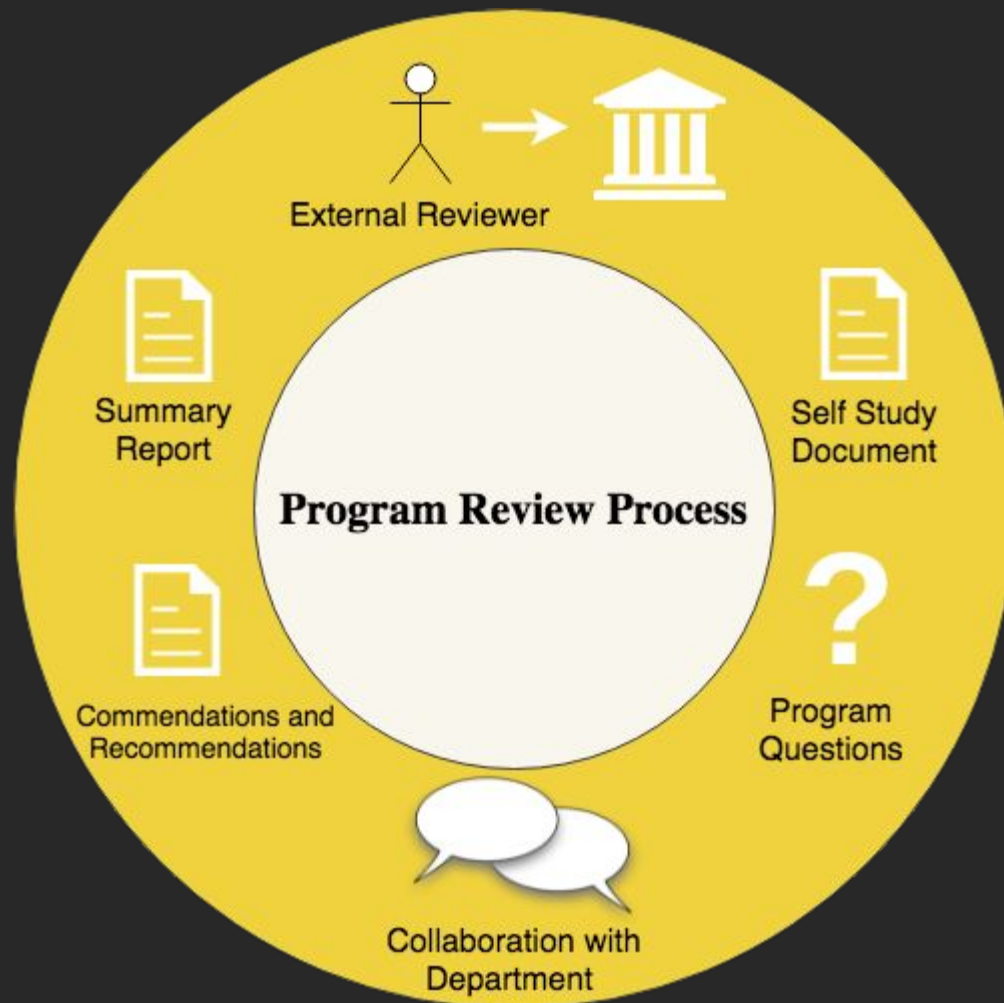 External Reviewer
Summary
Report
Self Study
Document
Program Review Process
Commendations and
Recommendations
Program
Questions
?
Collaboration with
Department